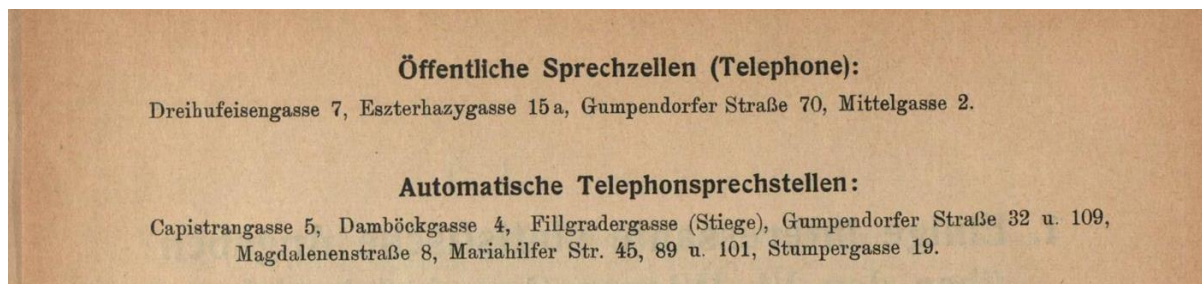 Öffentliche Sprechzellen (Telephone):
Dreihufeisengasse 7, Eszterhazygasse 15 a, Gumpendorfer Straße 70, Mittelgasse 2.
Automatische Telephonsprechstellen:
Capistrangasse 5, Damböckgasse 4, Fillgradergasse (Stiege), Gumpendorfer Straße 32 u. 109,
Magdalenenstraße 8, Mariahilfer Str. 45, 89 u. 101, Stumpergasse 19.